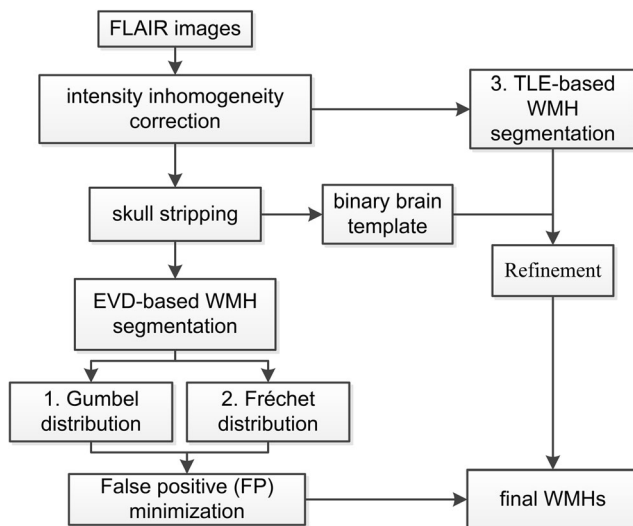 FLAIR images
intensity inhomogeneity
correction
3. TLE-based
WMH
segmentation
skull stripping
binary brain
template
Refinement
EVD-based WMH
segmentation
1. Gumbel
distribution
2. Fréchet
distribution
False positive (FP)
minimization
final WMHs